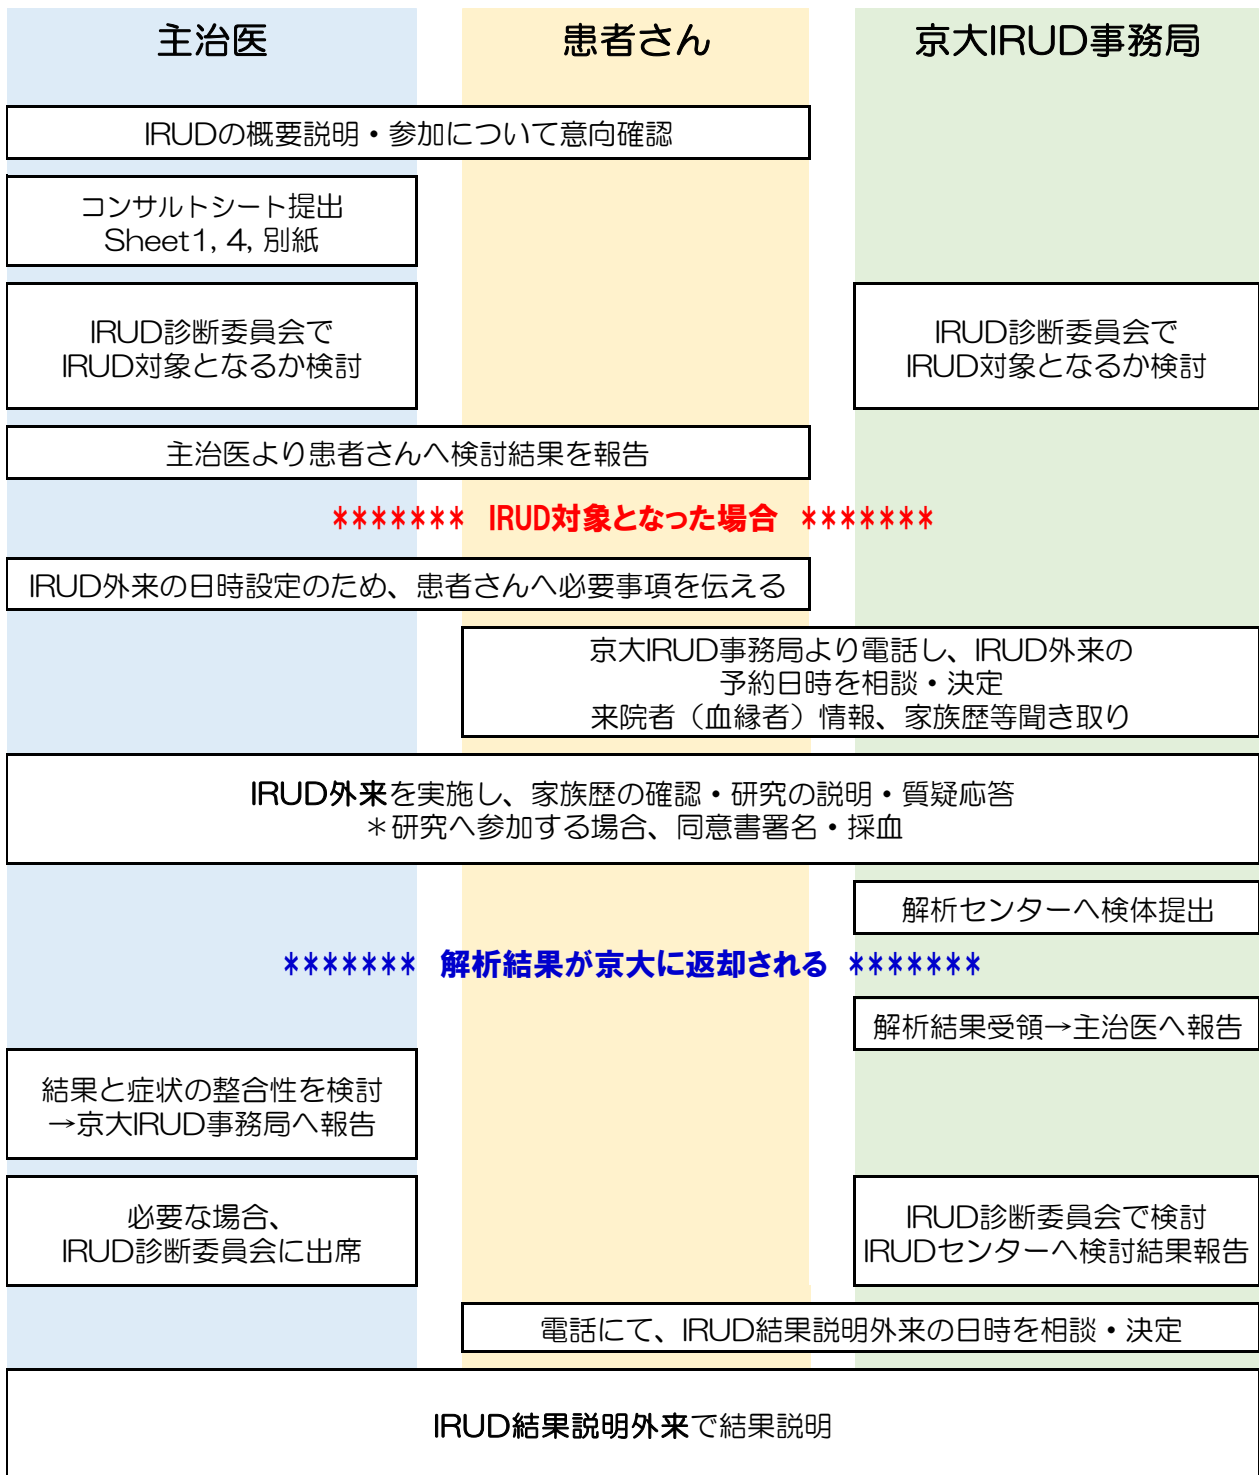 主治医
患者さん
京大IRUD事務局
IRUDの概要説明・参加について意向確認
コンサルトシート提出
Sheet1, 4, 別紙
IRUD診断委員会で
IRUD対象となるか検討
IRUD診断委員会で
IRUD対象となるか検討
主治医より患者さんへ検討結果を報告
******* IRUD対象となった場合 *******
IRUD外来の日時設定のため、患者さんへ必要事項を伝える
京大IRUD事務局より電話し、IRUD外来の
予約日時を相談・決定
来院者（血縁者）情報、家族歴等聞き取り
IRUD外来を実施し、家族歴の確認・研究の説明・質疑応答
＊研究へ参加する場合、同意書署名・採血
解析センターへ検体提出
******* 解析結果が京大に返却される *******
解析結果受領→主治医へ報告
結果と症状の整合性を検討
→京大IRUD事務局へ報告
必要な場合、
IRUD診断委員会に出席
IRUD診断委員会で検討
IRUDセンターへ検討結果報告
電話にて、IRUD結果説明外来の日時を相談・決定
IRUD結果説明外来で結果説明